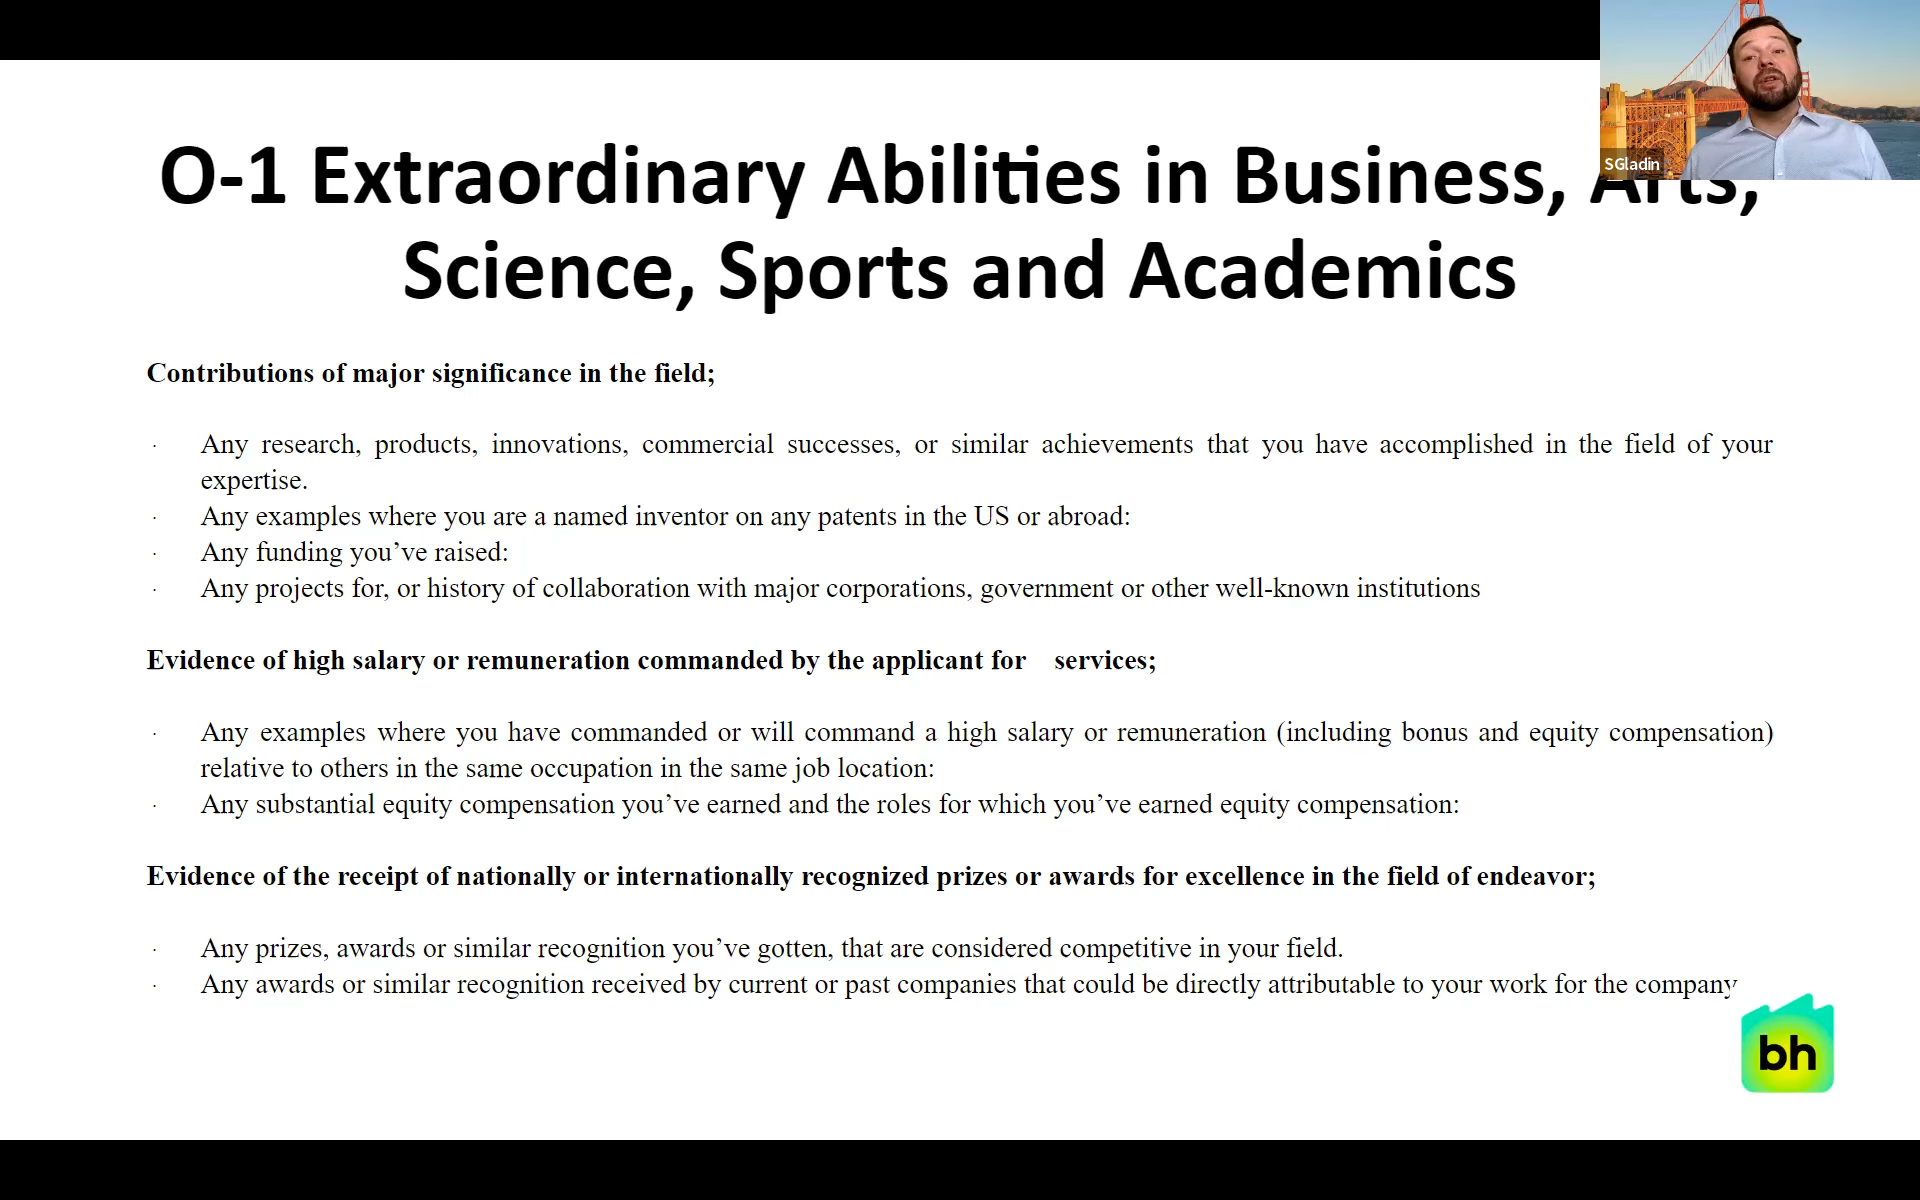 O-1 Extraordinary Abilities in Business, Arts,
SGladin
Science, Sports and Academics
Contributions of major significance in the field;
· Any research, products, innovations, commercial successes, or similar achievements that you have accomplished in the field of your
expertise.
· Any examples where you are a named inventor on any patents in the US or abroad:
· Any funding you’ve raised:
· Any projects for, or history of collaboration with major corporations, government or other well-known institutions
Evidence of high salary or remuneration commanded by the applicant for services;
· Any examples where you have commanded or will command a high salary or remuneration (including bonus and equity compensation)
relative to others in the same occupation in the same job location:
· Any substantial equity compensation you’ve earned and the roles for which you’ve earned equity compensation:
Evidence of the receipt of nationally or internationally recognized prizes or awards for excellence in the field of endeavor;
· Any prizes, awards or similar recognition you’ve gotten, that are considered competitive in your field.
· Any awards or similar recognition received by current or past companies that could be directly attributable to your work for the company
bh